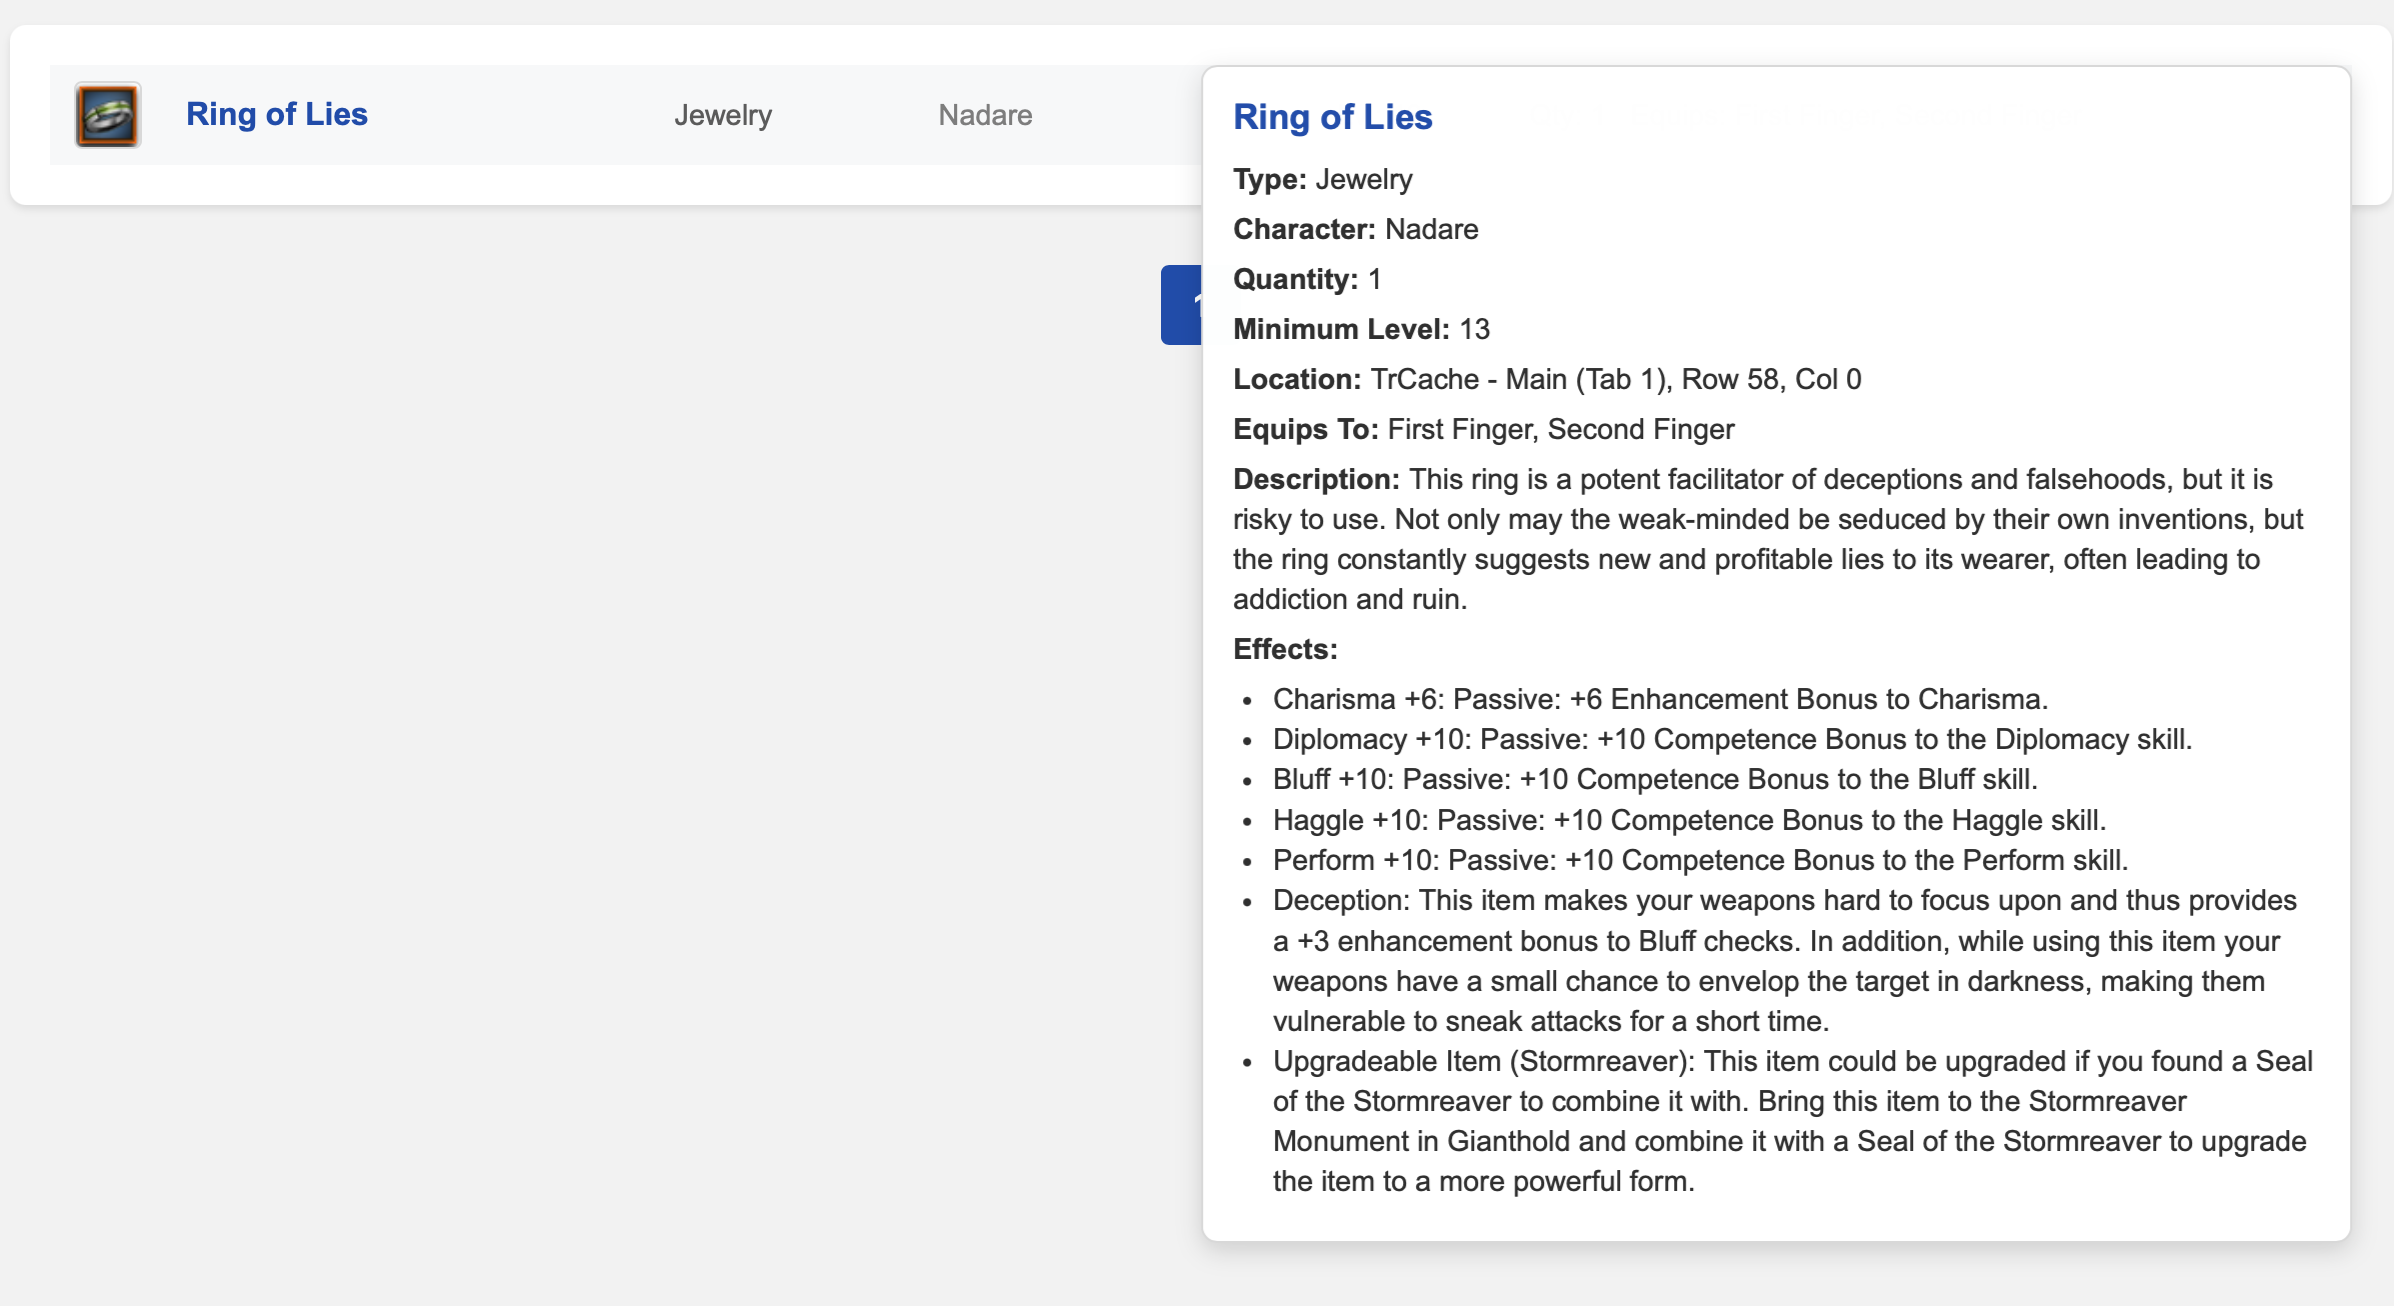 Ring of Lies
Jewelry
Nadare
Ring of Lies
Type: Jewelry
Character: Nadare
Quantity: 1
Minimum Level: 13
Location: TrCache - Main (Tab 1), Row 58, Col 0
Equips To: First Finger, Second Finger
Description: This ring is a potent facilitator of deceptions and falsehoods, but it is
risky to use. Not only may the weak-minded be seduced by their own inventions, but
the ring constantly suggests new and profitable lies to its wearer, often leading to
addiction and ruin.
Effects:
• Charisma +6: Passive: +6 Enhancement Bonus to Charisma.
• Diplomacy +10: Passive: +10 Competence Bonus to the Diplomacy skill.
• Bluff +10: Passive: +10 Competence Bonus to the Bluff skill.
• Haggle +10: Passive: +10 Competence Bonus to the Haggle skill.
• Perform +10: Passive: +10 Competence Bonus to the Perform skill.
• Deception: This item makes your weapons hard to focus upon and thus provides
a +3 enhancement bonus to Bluff checks. In addition, while using this item your
weapons have a small chance to envelop the target in darkness, making them
vulnerable to sneak attacks for a short time.
• Upgradeable Item (Stormreaver): This item could be upgraded if you found a Seal
of the Stormreaver to combine it with. Bring this item to the Stormreaver
Monument in Gianthold and combine it with a Seal of the Stormreaver to upgrade
the item to a more powerful form.